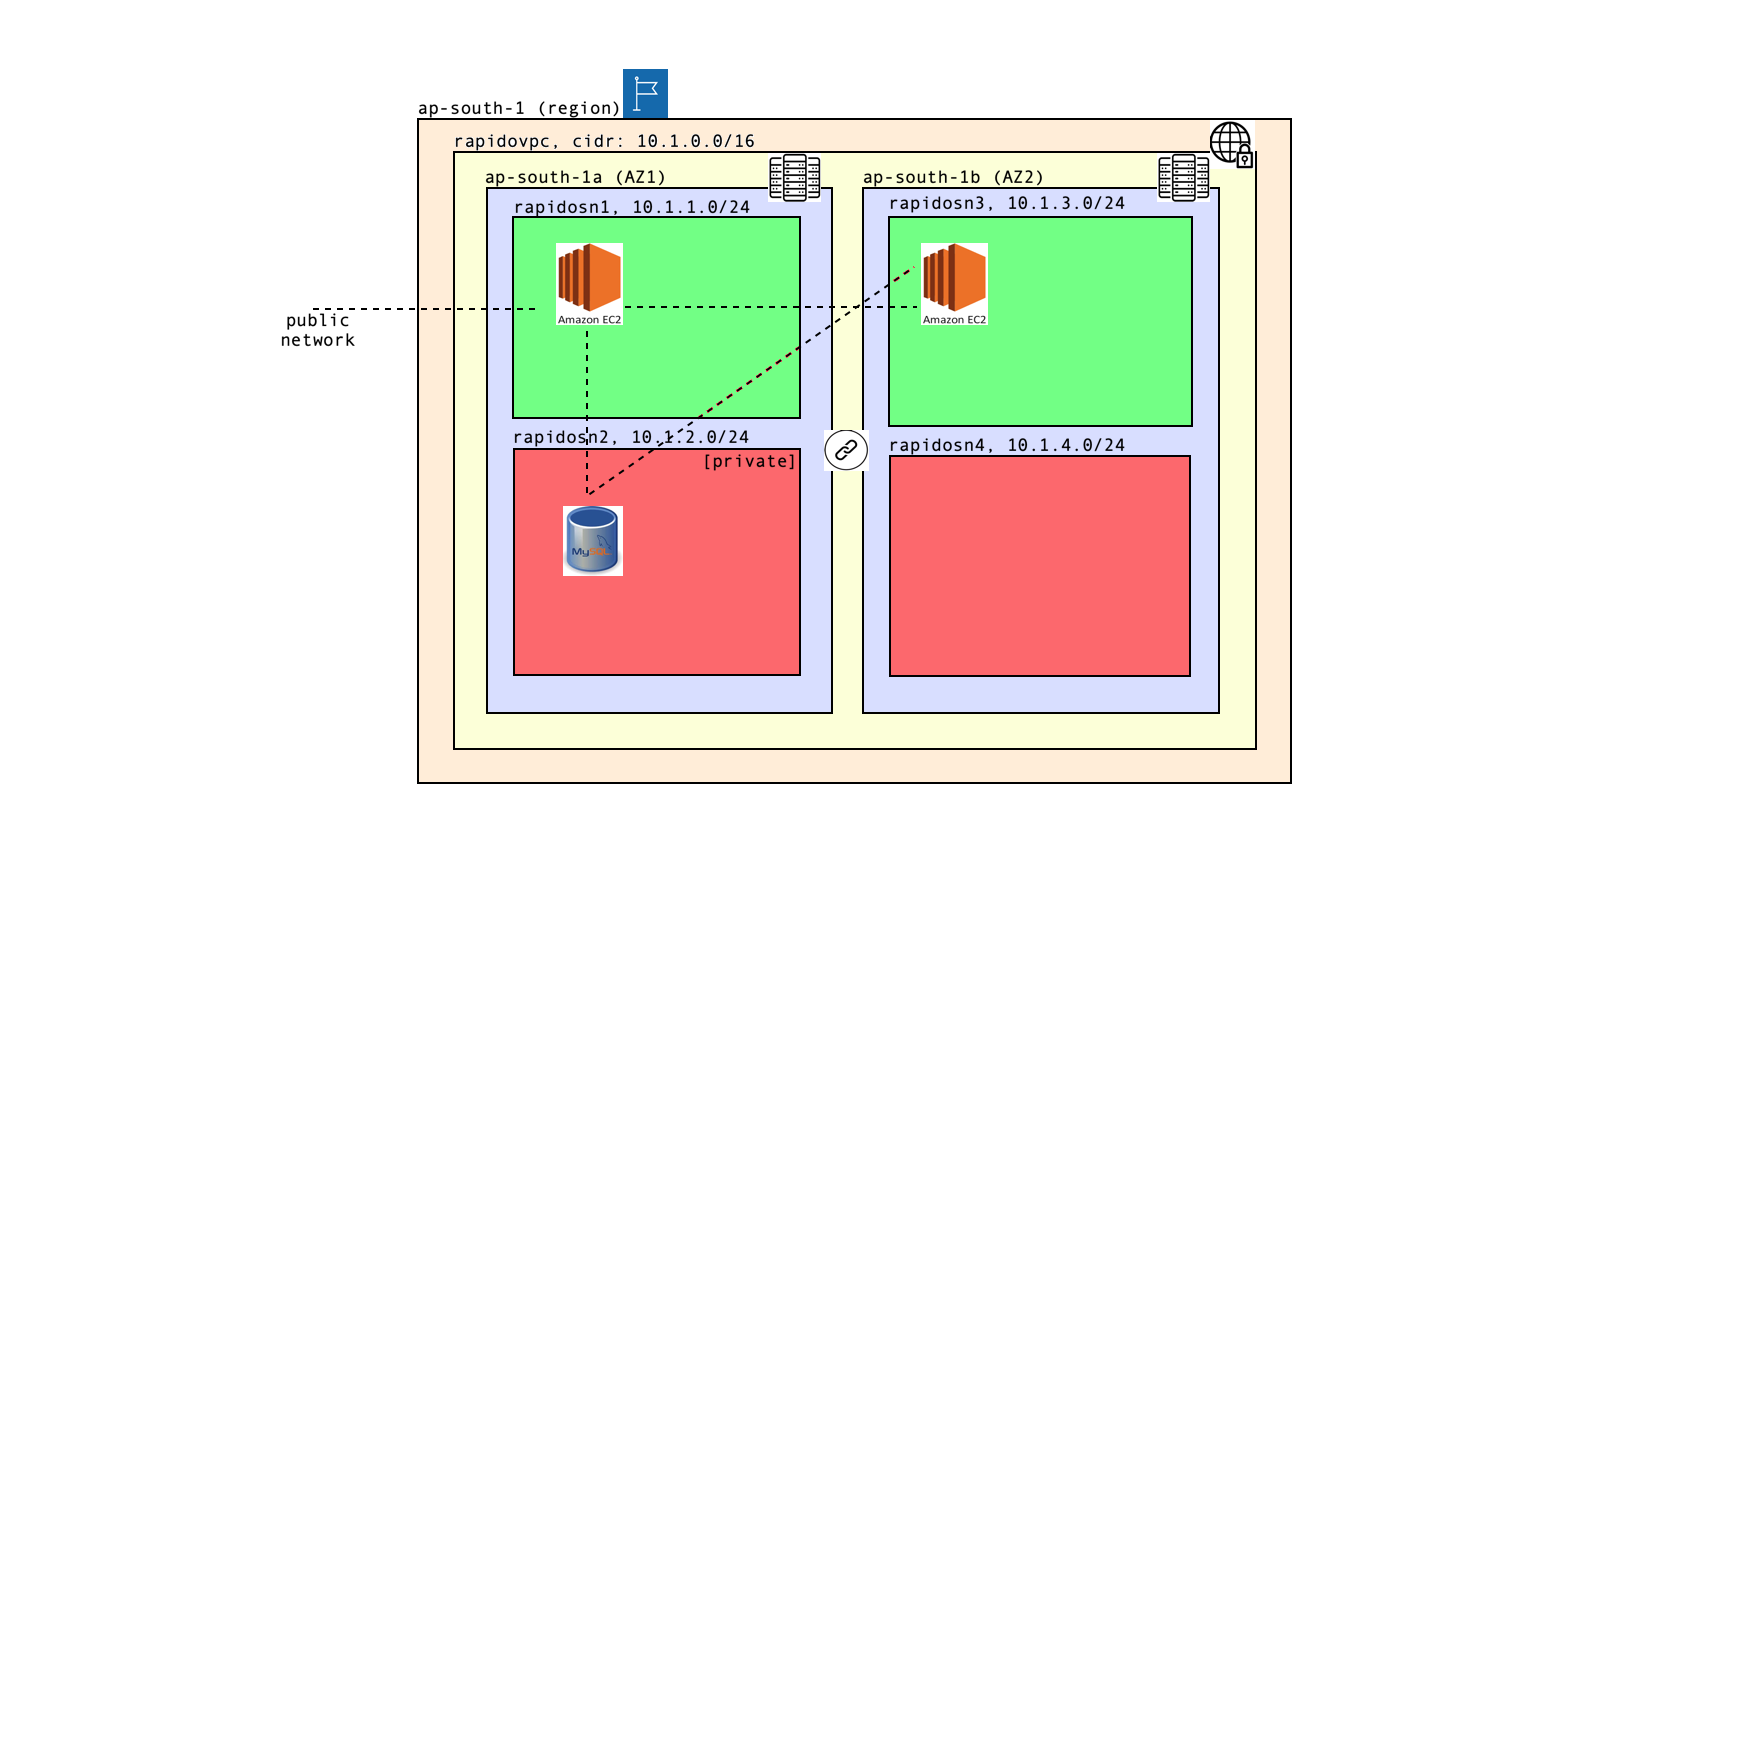 ap-south-1 (region)
rapidovpc, cidr: 10.1.0.0/16
ap-south-1a (AZ1)
ap-south-1b (AZ2)
rapidosn1, 10.1.1.0/24
rapidosn3, 10.1.3.0/24
Amazon EC2
Amazon EC2
public
network
rapidosn2, 10.1.2.0/24
[private]
rapidosn4, 10.1.4.0/24
MySQL